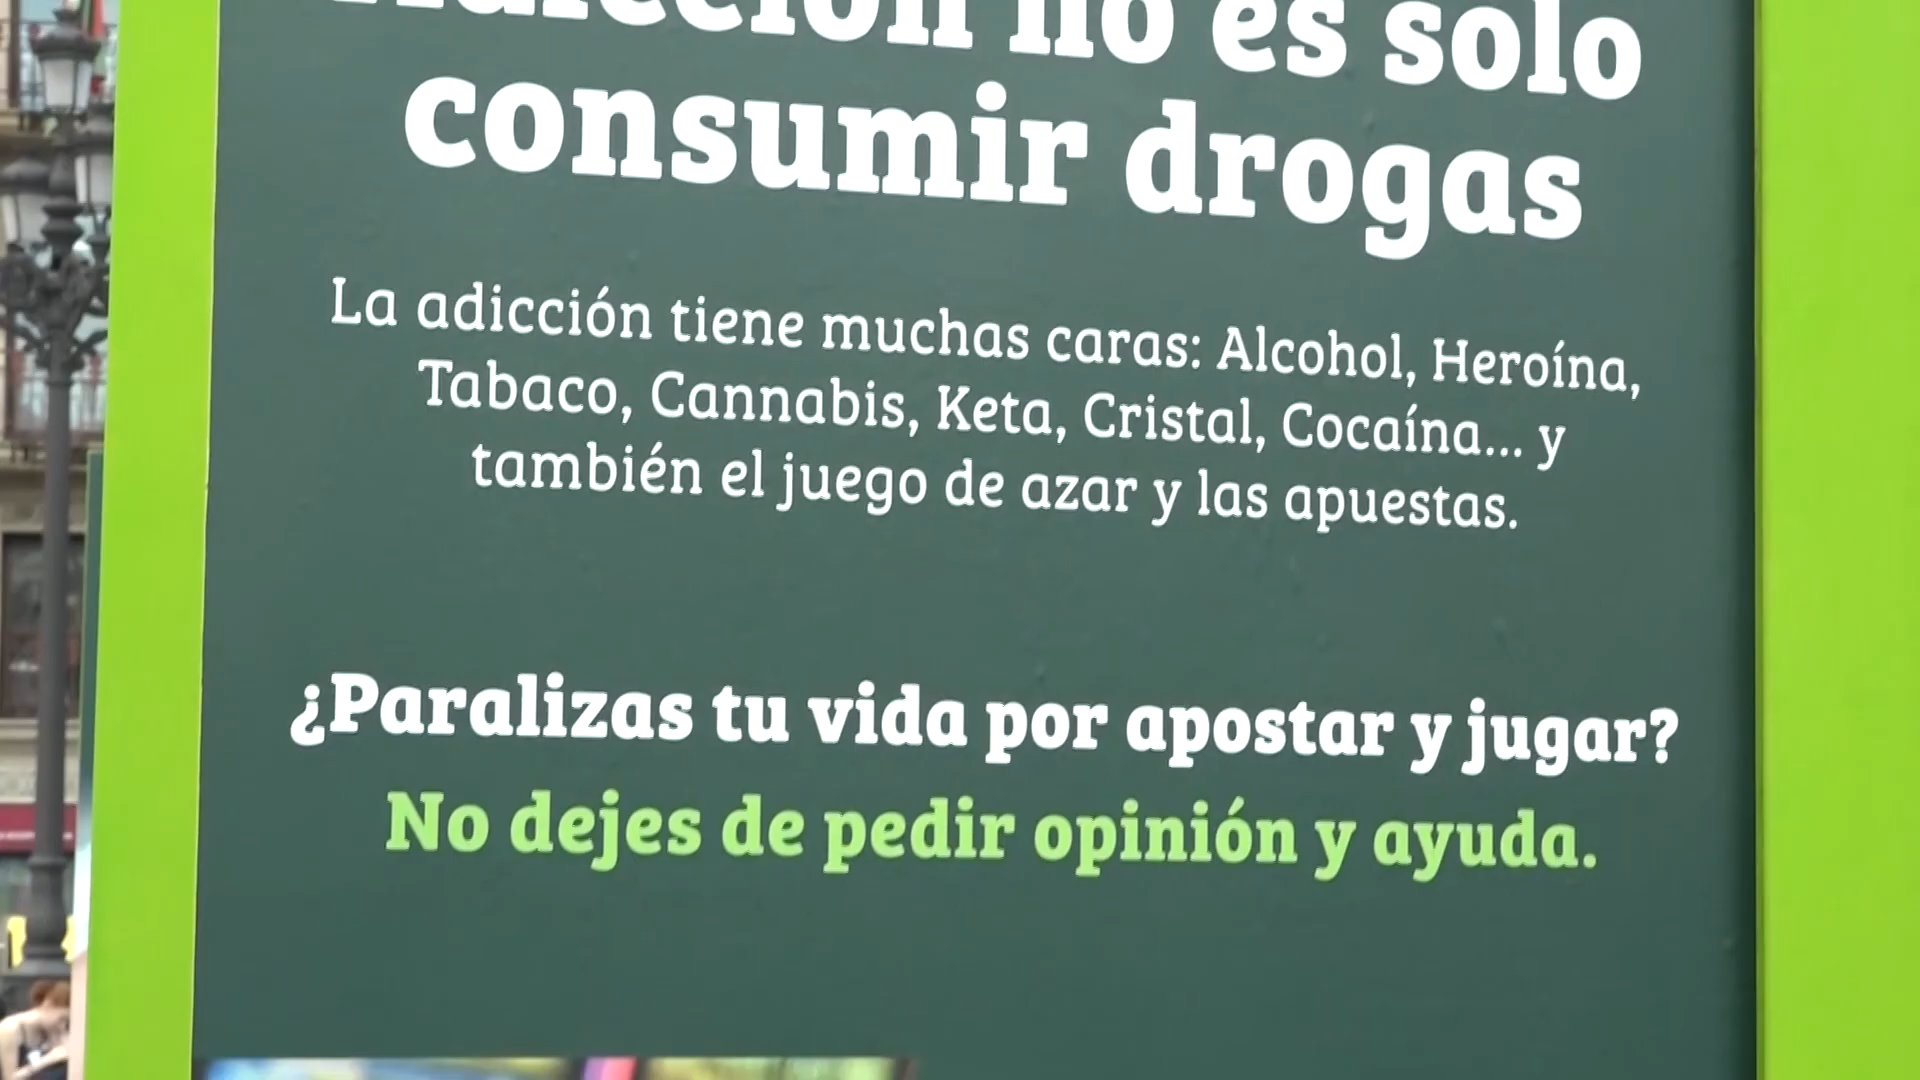 adicción no es solo
consumir drogas
La adicción tiene muchas caras: Alcohol, Heroína,
Tabaco, Cannabis, Keta, Cristal, Cocaína... y
también el juego de azar y las apuestas.
¿Paralizas tu vida por apostar y jugar?
No dejes de pedir opinión y ayuda.